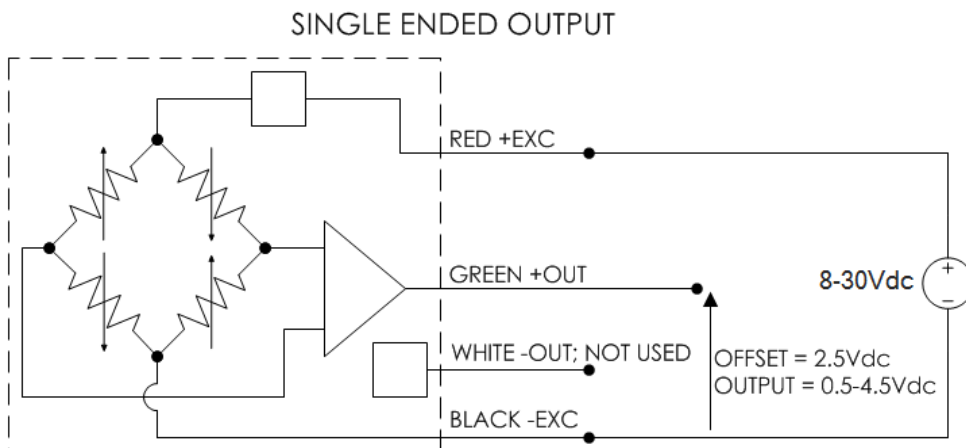 SINGLE ENDED OUTPUT
RED +EXC
GREEN +OUT
8-30Vdc
+
−
WHITE -OUT; NOT USED
OFFSET = 2.5Vdc
OUTPUT = 0.5-4.5Vdc
BLACK -EXC